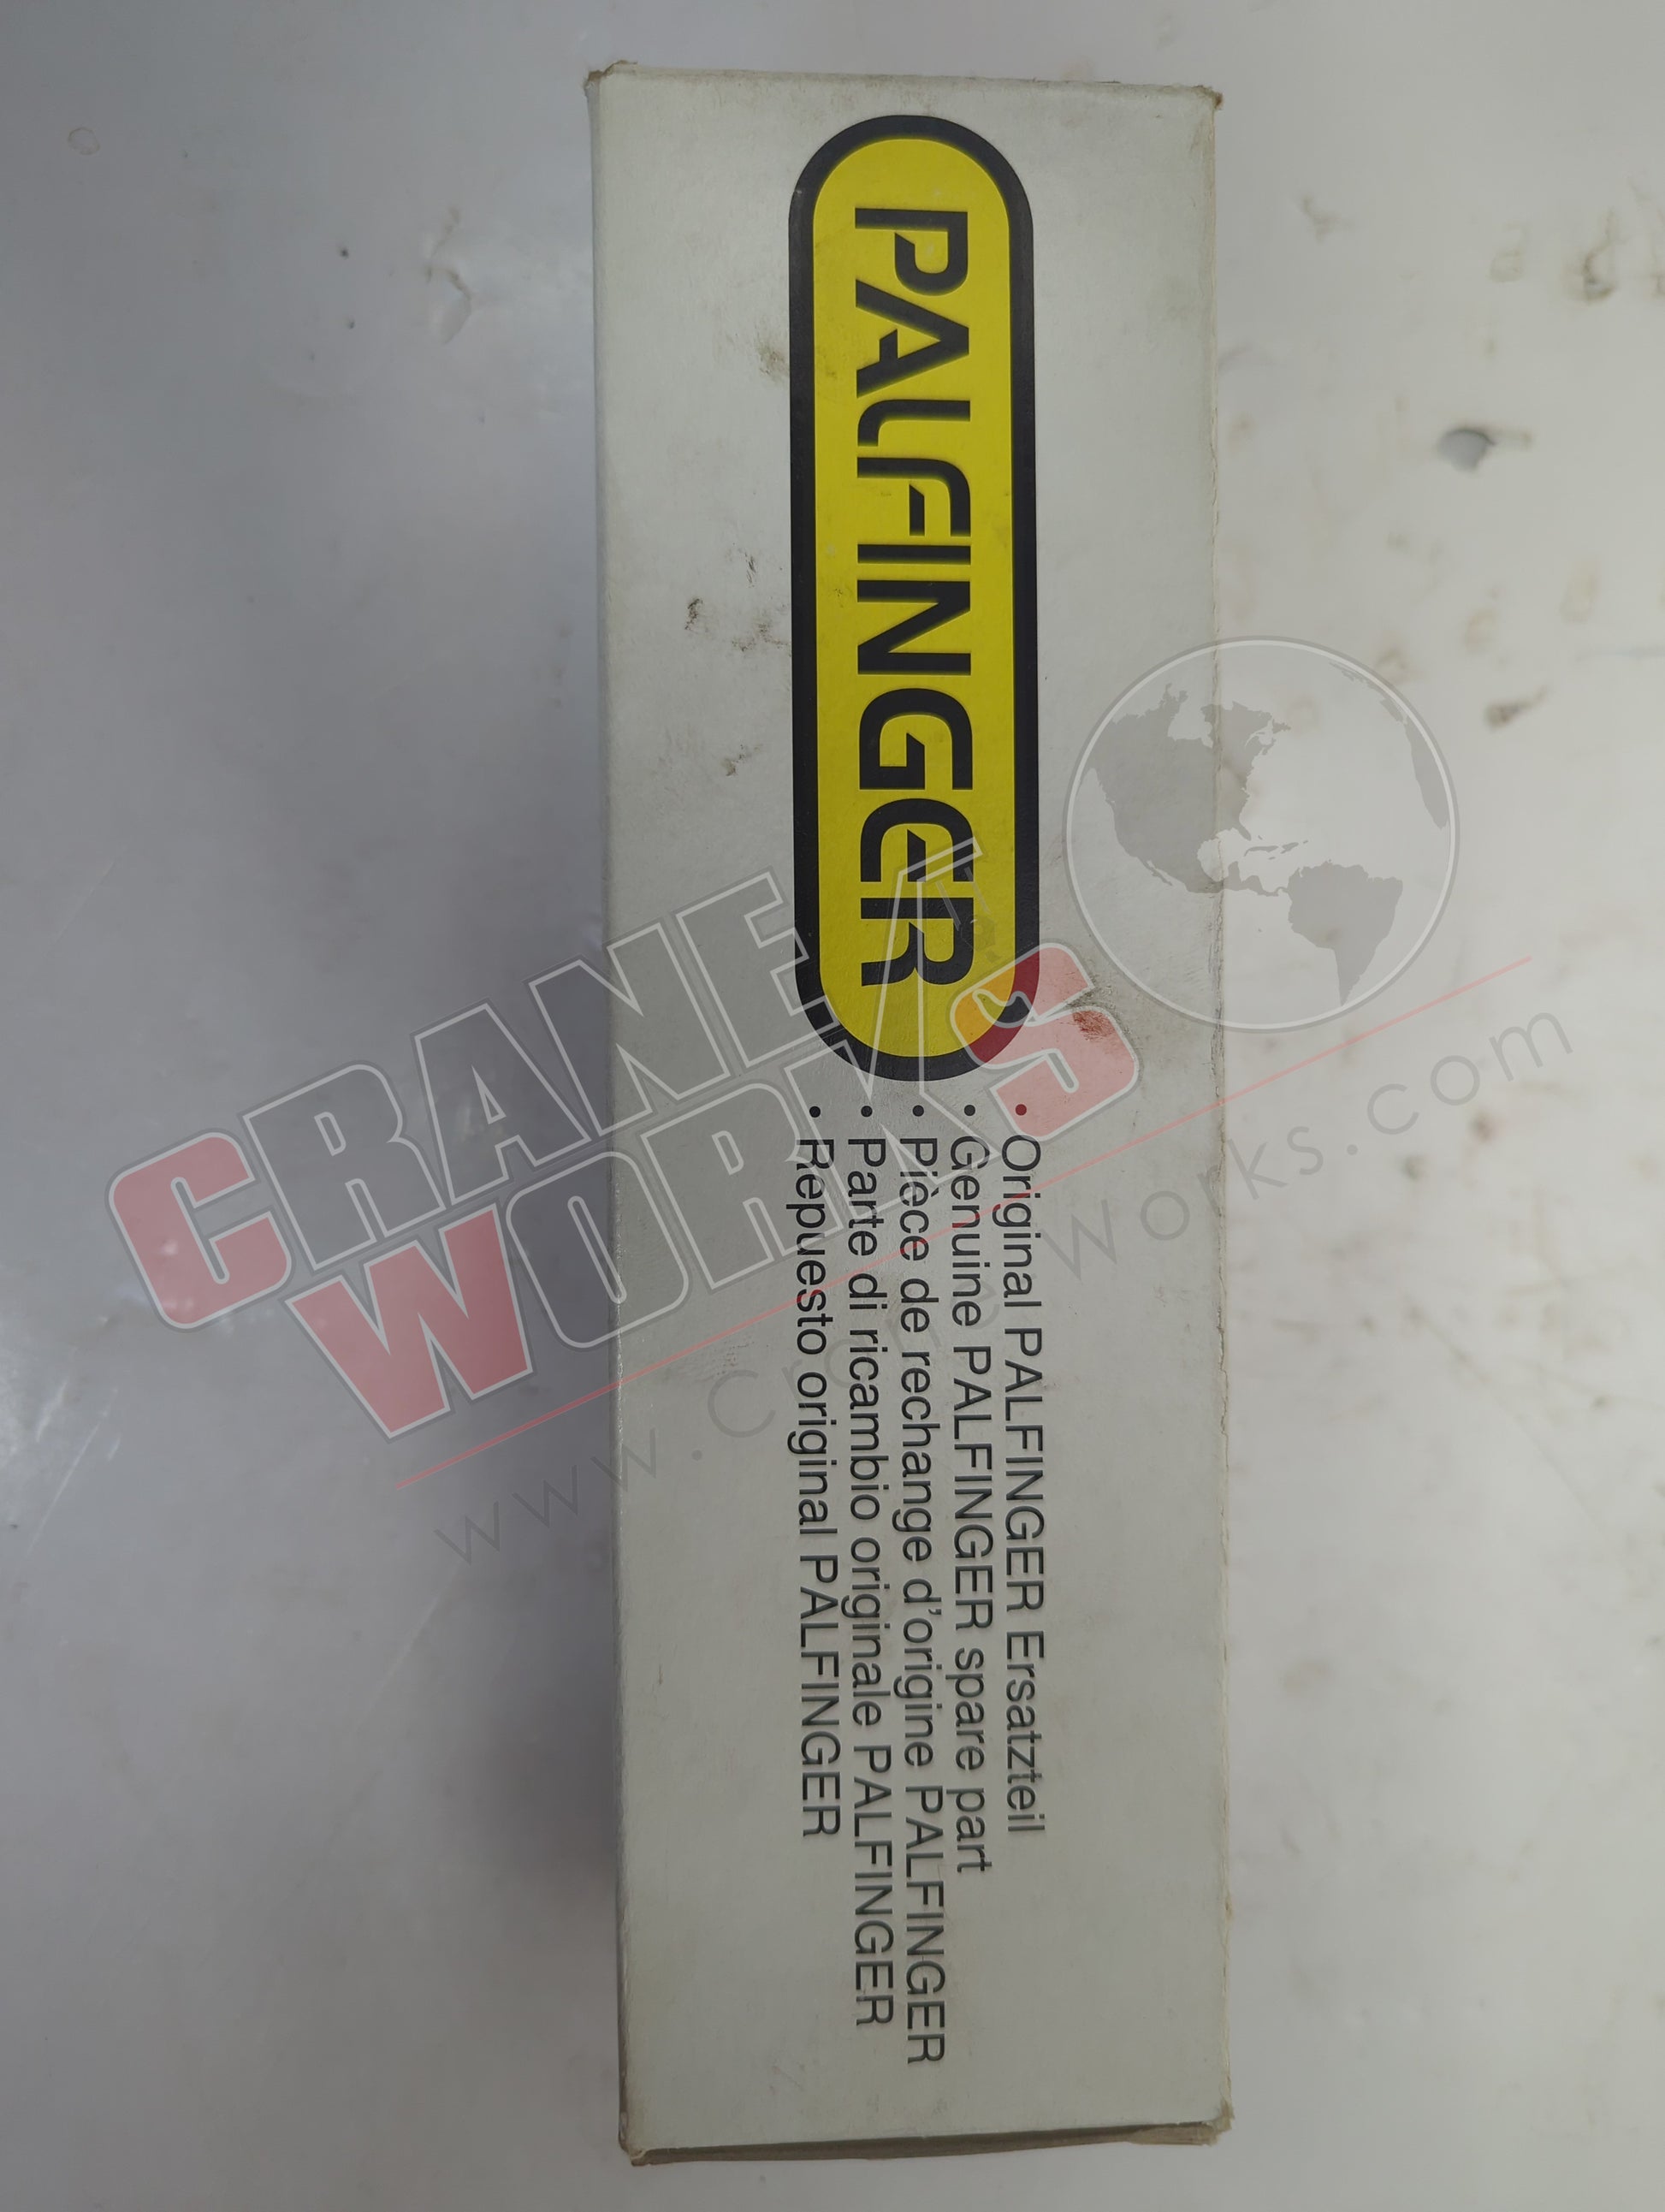 PALFINGER
• Original PALFINGER Ersatzteil
• Genuine PALFINGER spare part
• Pièce de rechange d'origine PALFINGER
• Parte di ricambio originale PALFINGER
• Repuesto original PALFINGER
CRANE
WORKS
www.craneworks.com